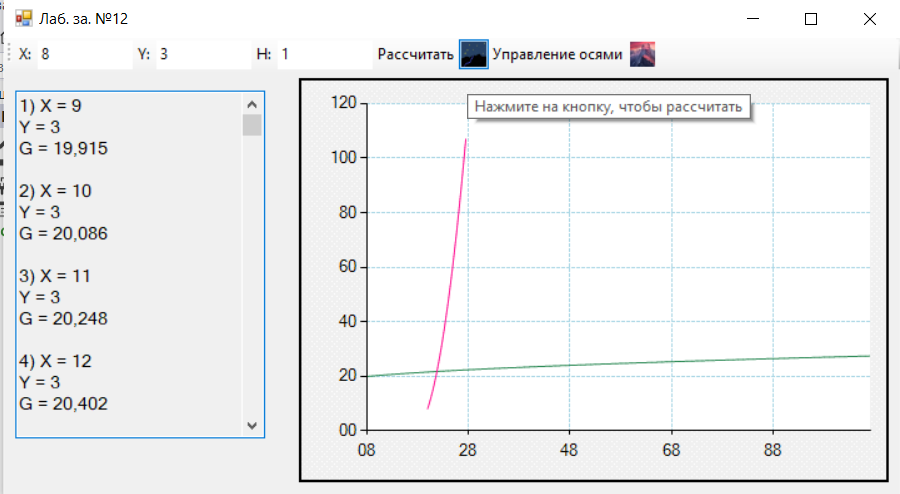 Лаб. за. №12
X: 8 Y: 3 H: 1 Рассчитать Управление осями
1) X = 9
Y = 3
G = 19,915
2) X = 10
Y = 3
G = 20,086
3) X = 11
Y = 3
G = 20,248
4) X = 12
Y = 3
G = 20,402
Нажмите на кнопку, чтобы рассчитать
120
100
80
60
40
20
00
08 28 48 68 88